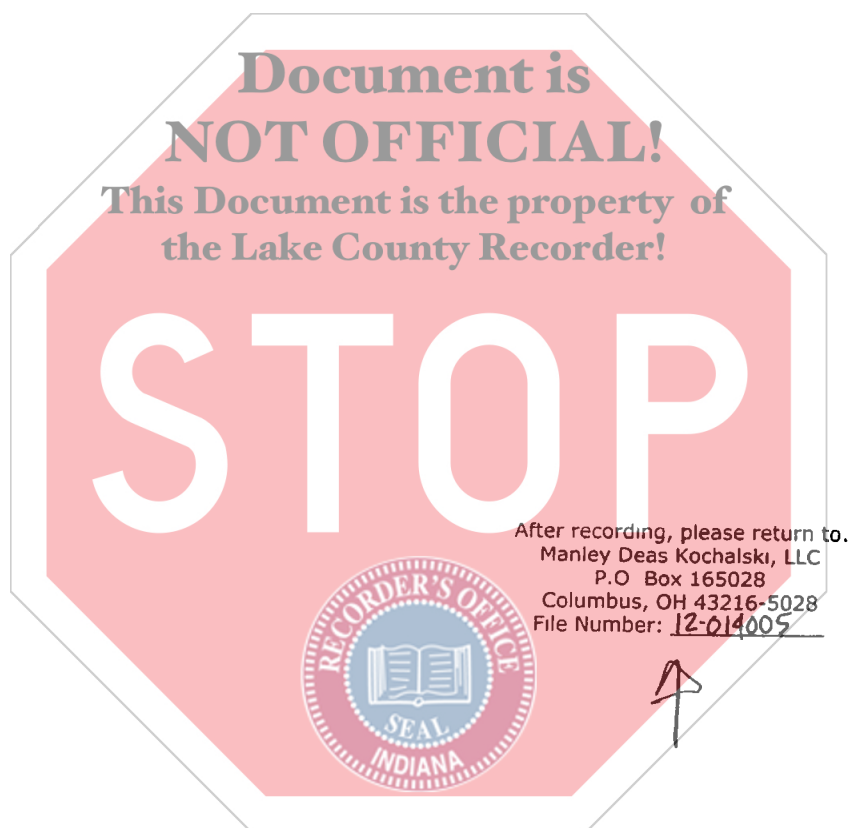 Document is
NOT OFFICIAL!
This Document is the property of
the Lake County Recorder!
STOP
After recording, please return to.
Manley Deas Kochalski, LLC
P.O Box 165028
Columbus, OH 43216-5028
File Number: 12-014005
RECORDER'S OFFICE
SEAL
INDIANA